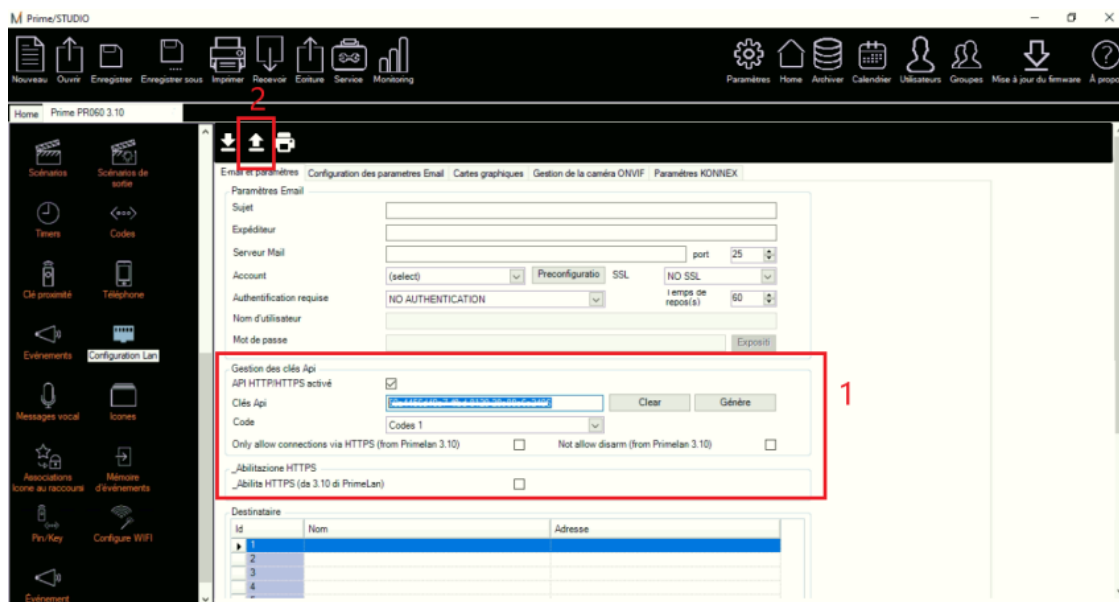 Prime/STUDIO
Nouveau Ouvrir Enregistrer Enregistrer sous Imprimer Recevoir Ecriture Service Monitoring Paramètres Home Archiver Calendrier Utilisateurs Groupes Mise à jour du firmware À propo
2
Home Prime PR060 3.10
Scénarios Scénarios de sortie
Timers Codes
Clé proximité Téléphone
Evénements Configuration Lan
Messages vocal Icones
Associations Icone au raccourci Mémoire d'événements
Pin/Key Configure WIFI
Événement
E-mail et paramètres Configuration des parametres Email Cartes graphiques Gestion de la caméra ONVIF Paramètres KONNEX
Paramètres Email
Sujet
Expéditeur
Serveur Mail port 25
Account (select) Preconfiguratio SSL NO SSL
Authentification requise NO AUTHENTICATION Temps de repos(s) 60
Nom d'utilisateur
Mot de passe Expositi
Gestion des clés Api
API HTTP/HTTPS activé
1
Clés Api Clear Génère
Code Codes 1
Only allow connections via HTTPS (from Primelan 3.10) Not allow disarm (from Primelan 3.10)
_Abilitazione HTTPS
_Abilita HTTPS (da 3.10 di PrimeLan)
Destinataire
Id Nom Adresse
1
2
3
4